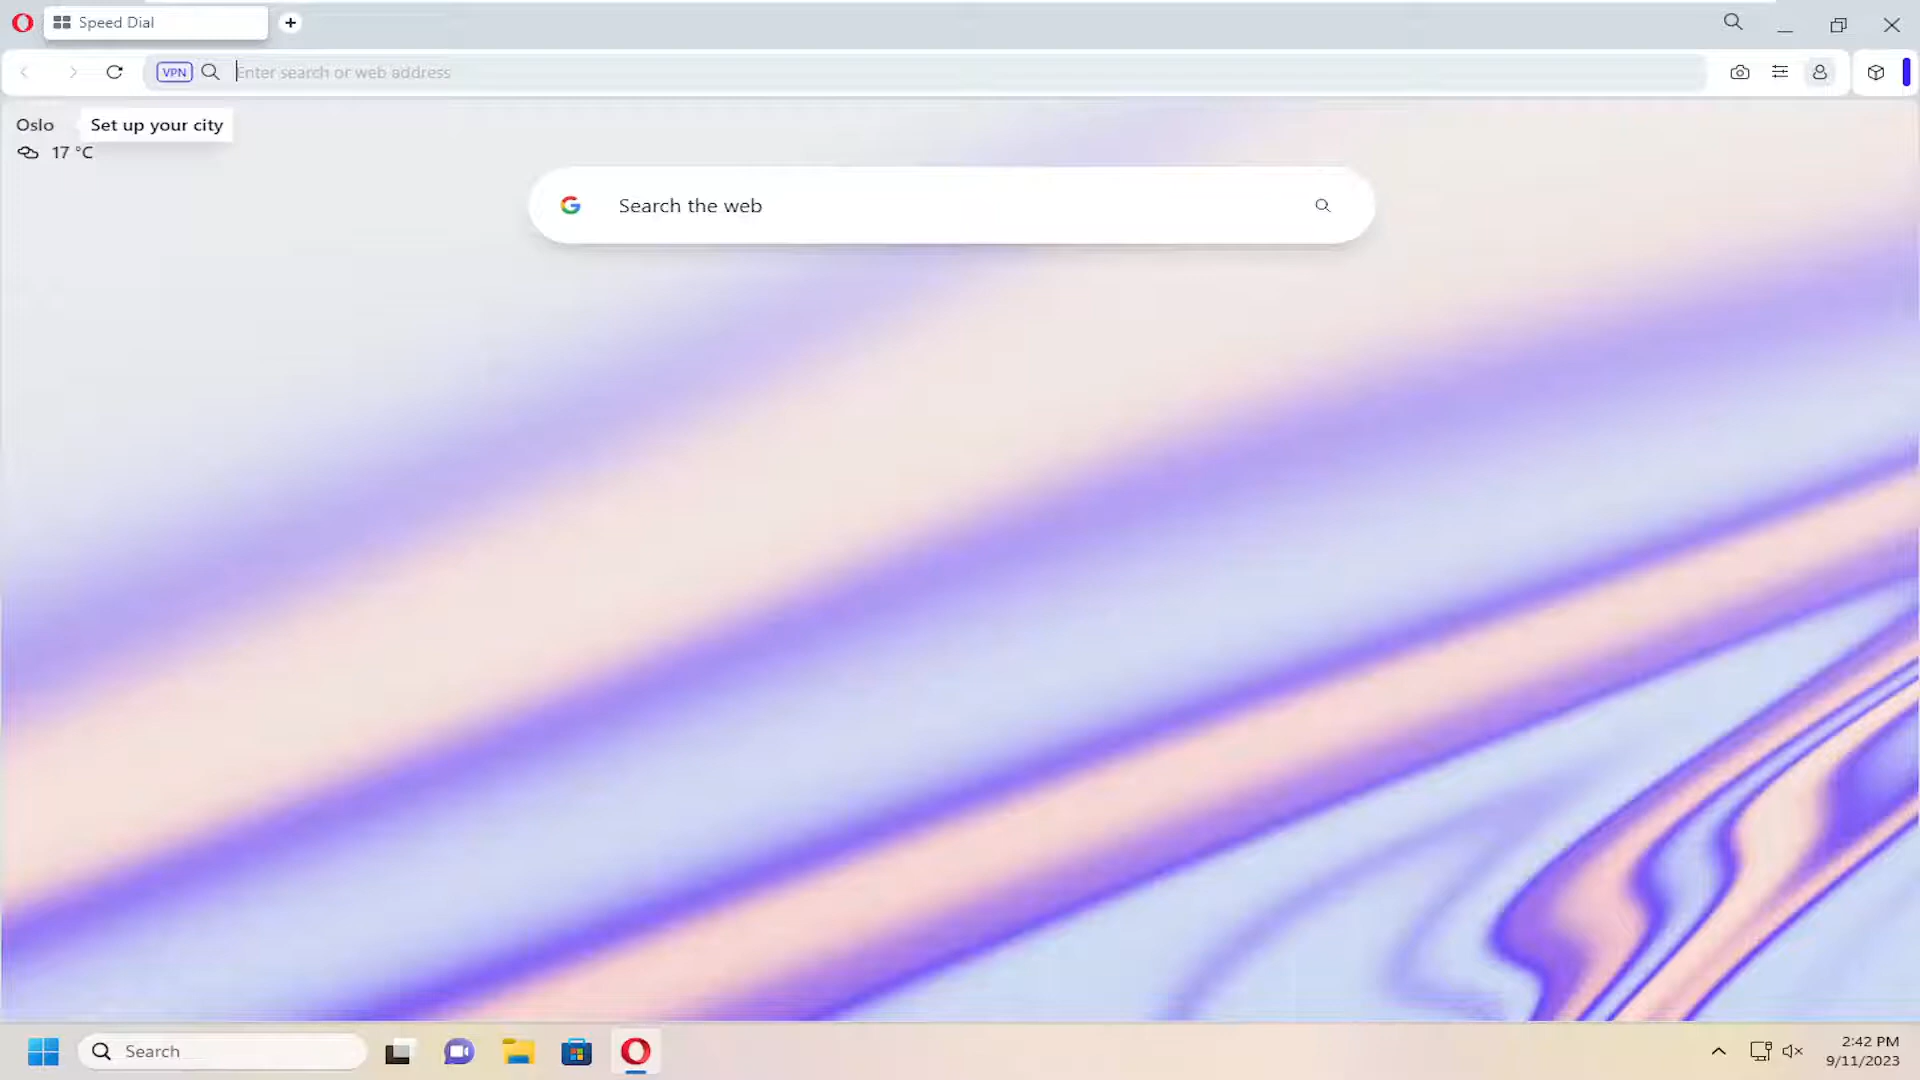 Speed Dial
VPN
Enter search or web address
Oslo
Set up your city
17 °C
Search the web
Search
2:42 PM
9/11/2023